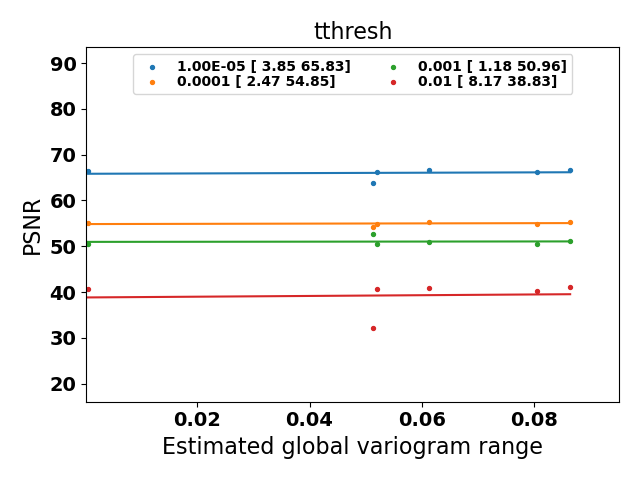 tthresh
1.00E-05 [ 3.85 65.83]
0.0001 [ 2.47 54.85]
0.001 [ 1.18 50.96]
0.01 [ 8.17 38.83]
90
80
70
60
50
40
30
20
PSNR
0.02 0.04 0.06 0.08
Estimated global variogram range